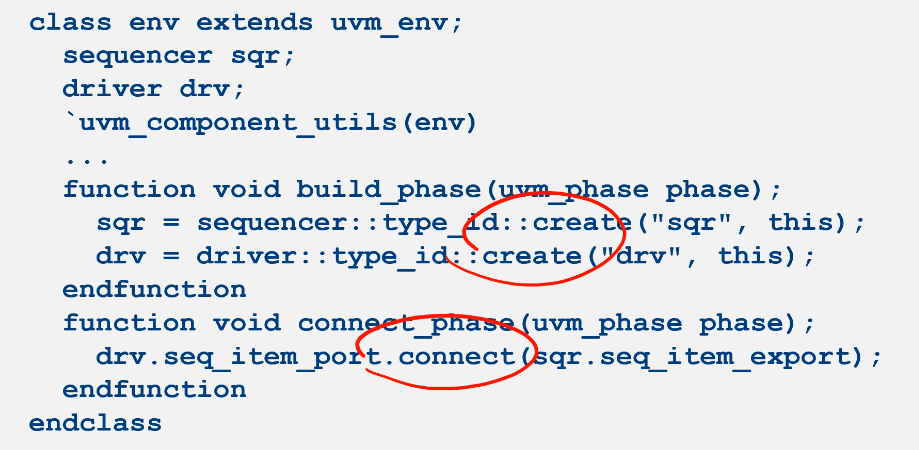 class env extends uvm_env;
  sequencer sqr;
  driver drv;
  `uvm_component_utils(env)
  ...
  function void build_phase(uvm_phase phase);
    sqr = sequencer::type_id::create("sqr", this);
    drv = driver::type_id::create("drv", this);
  endfunction
  function void connect_phase(uvm_phase phase);
    drv.seq_item_port.connect(sqr.seq_item_export);
  endfunction
endclass